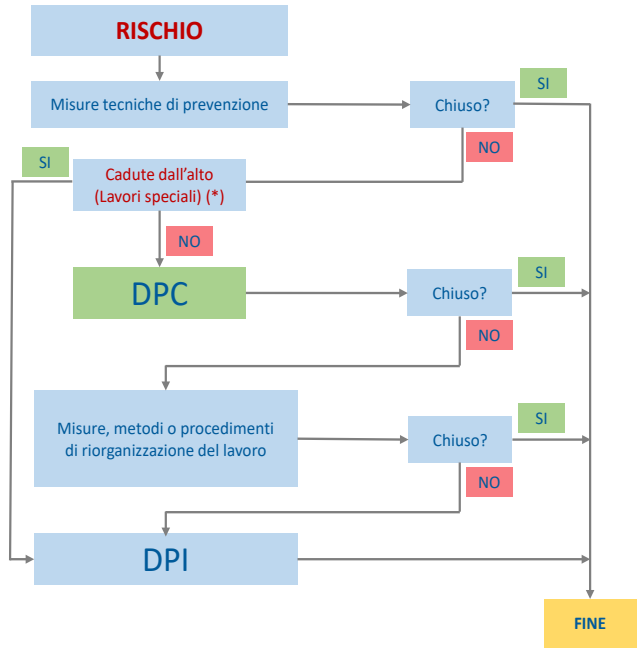 RISCHIO
Misure tecniche di prevenzione
Chiuso?
SI
NO
SI
Cadute dall'alto
(Lavori speciali) (*)
NO
DPC
Chiuso?
SI
NO
Misure, metodi o procedimenti
di riorganizzazione del lavoro
Chiuso?
SI
NO
DPI
FINE